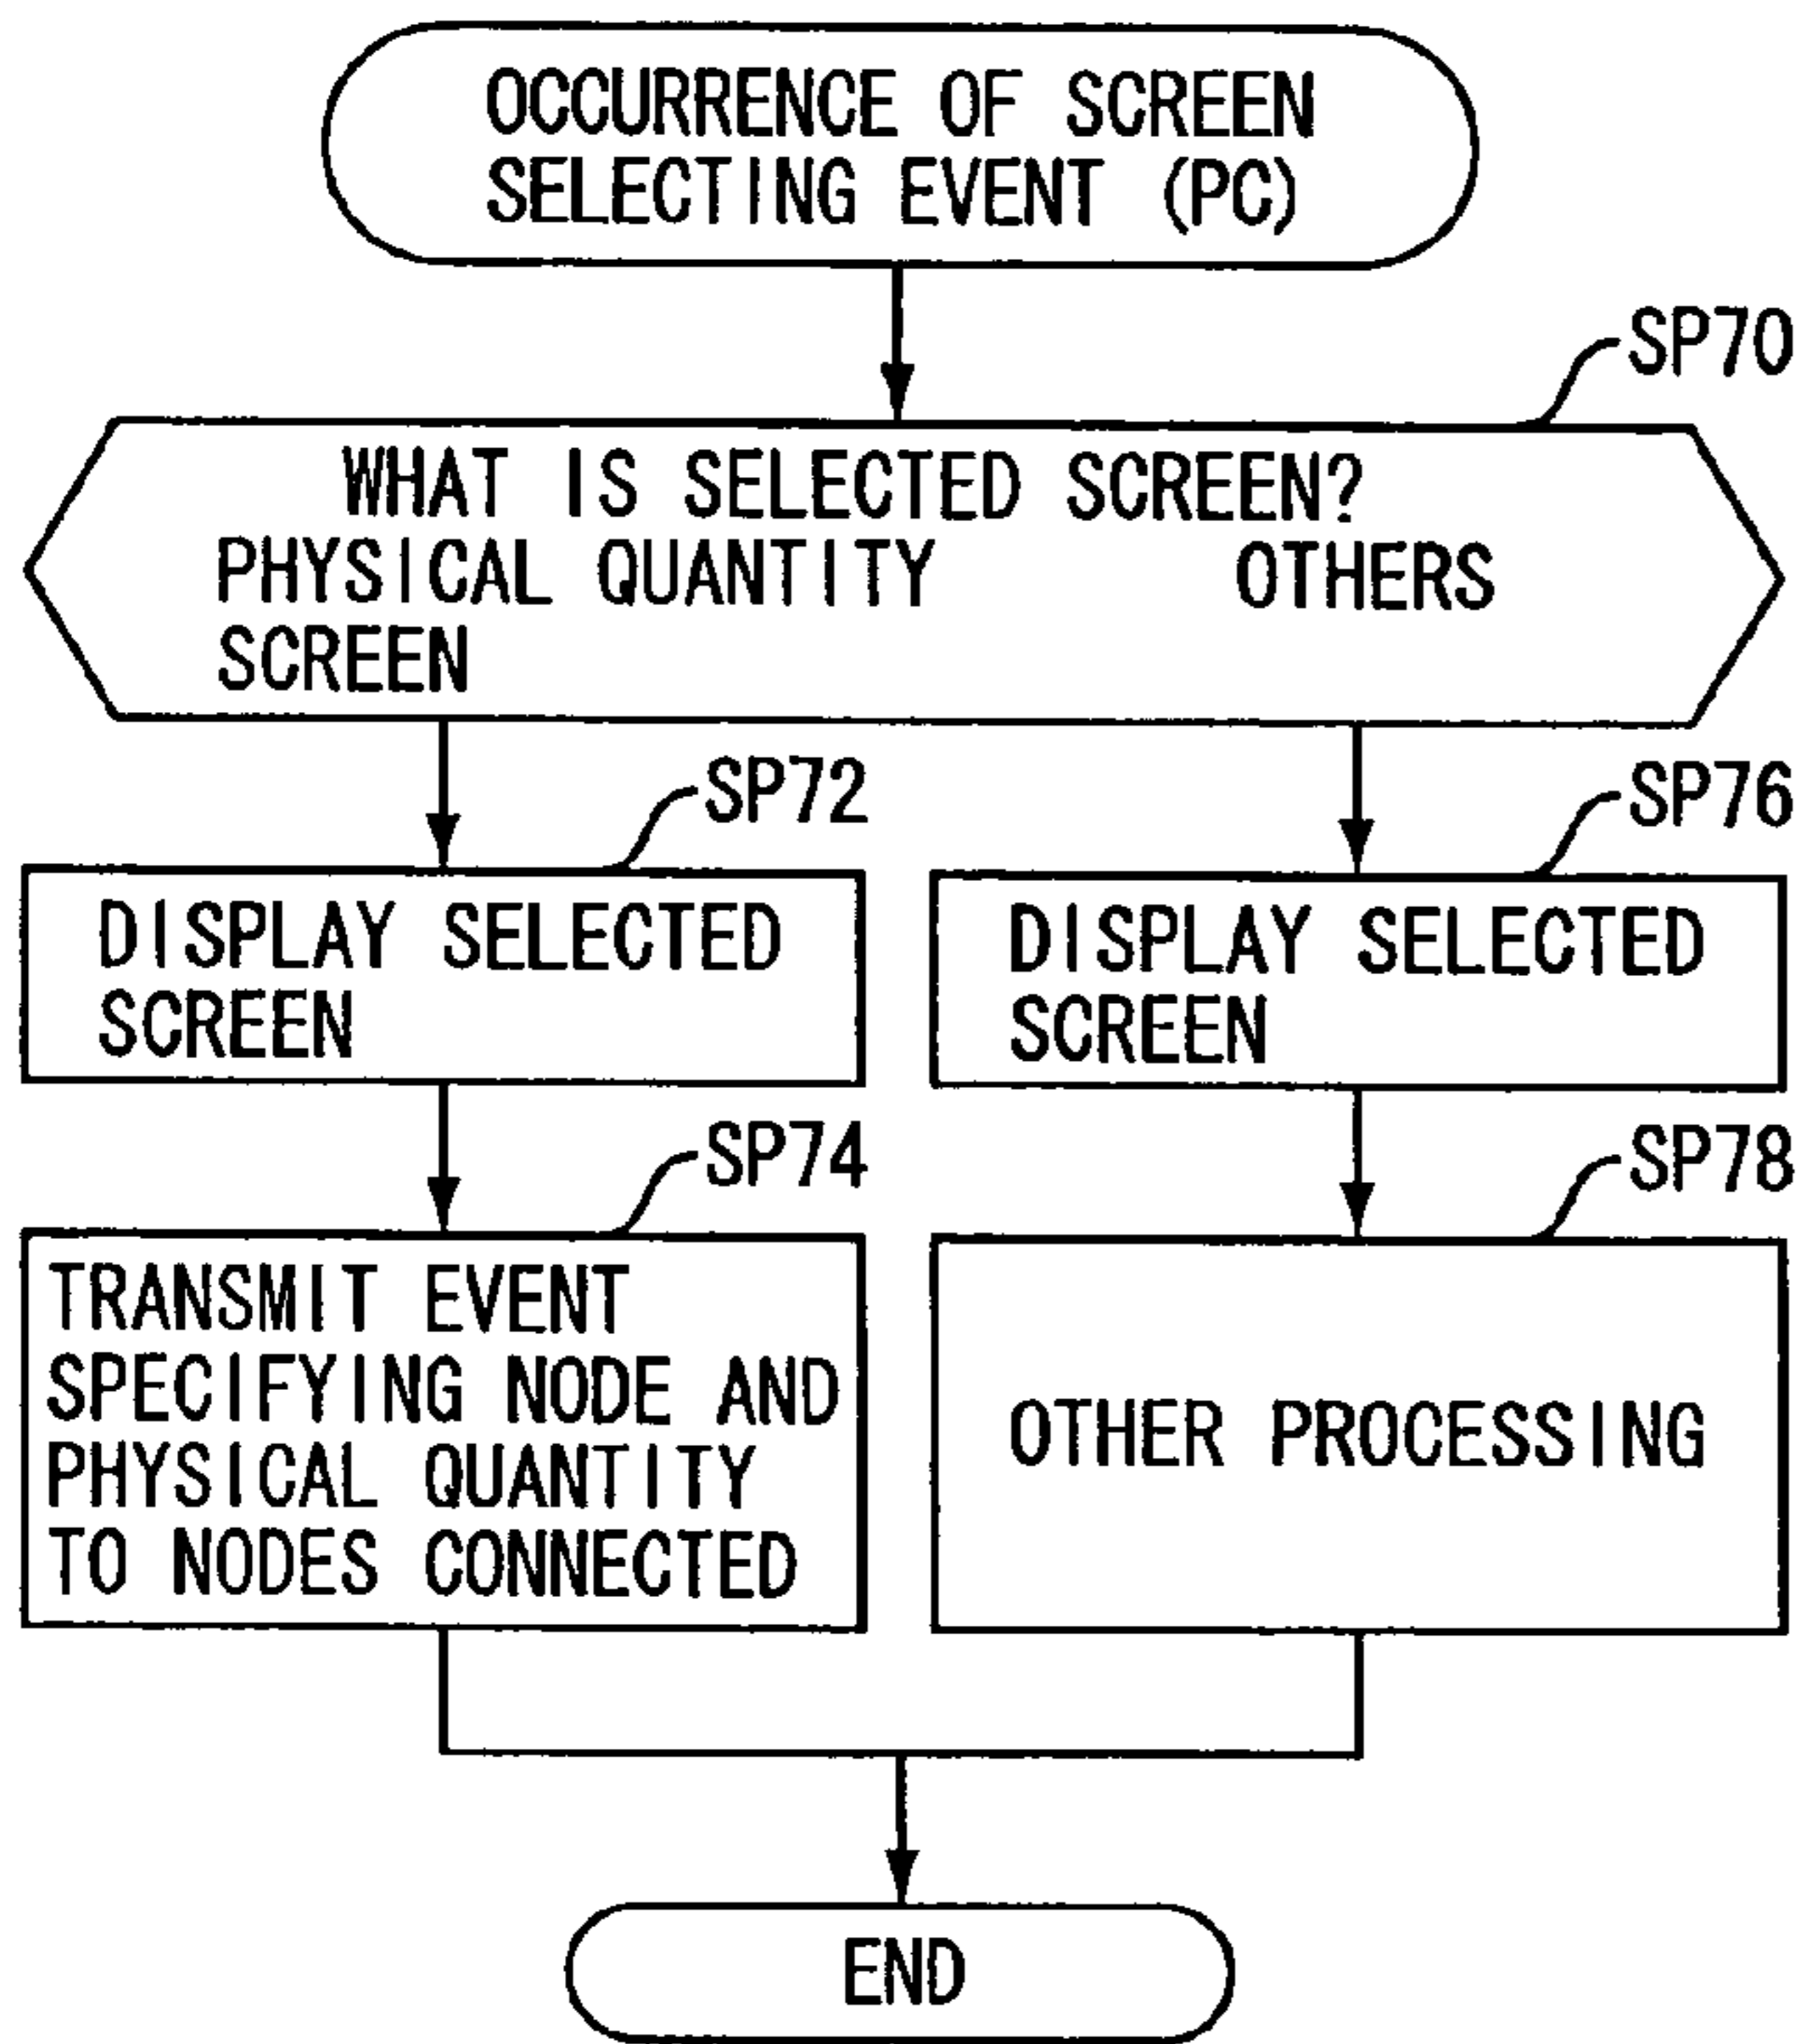 OCCURRENCE OF SCREEN
SELECTING EVENT (PC)
SP70
WHAT IS SELECTED SCREEN?
PHYSICAL QUANTITY OTHERS
SCREEN
SP72
SP76
DISPLAY SELECTED
SCREEN
DISPLAY SELECTED
SCREEN
SP74
SP78
TRANSMIT EVENT
SPECIFYING NODE AND
PHYSICAL QUANTITY
TO NODES CONNECTED
OTHER PROCESSING
END